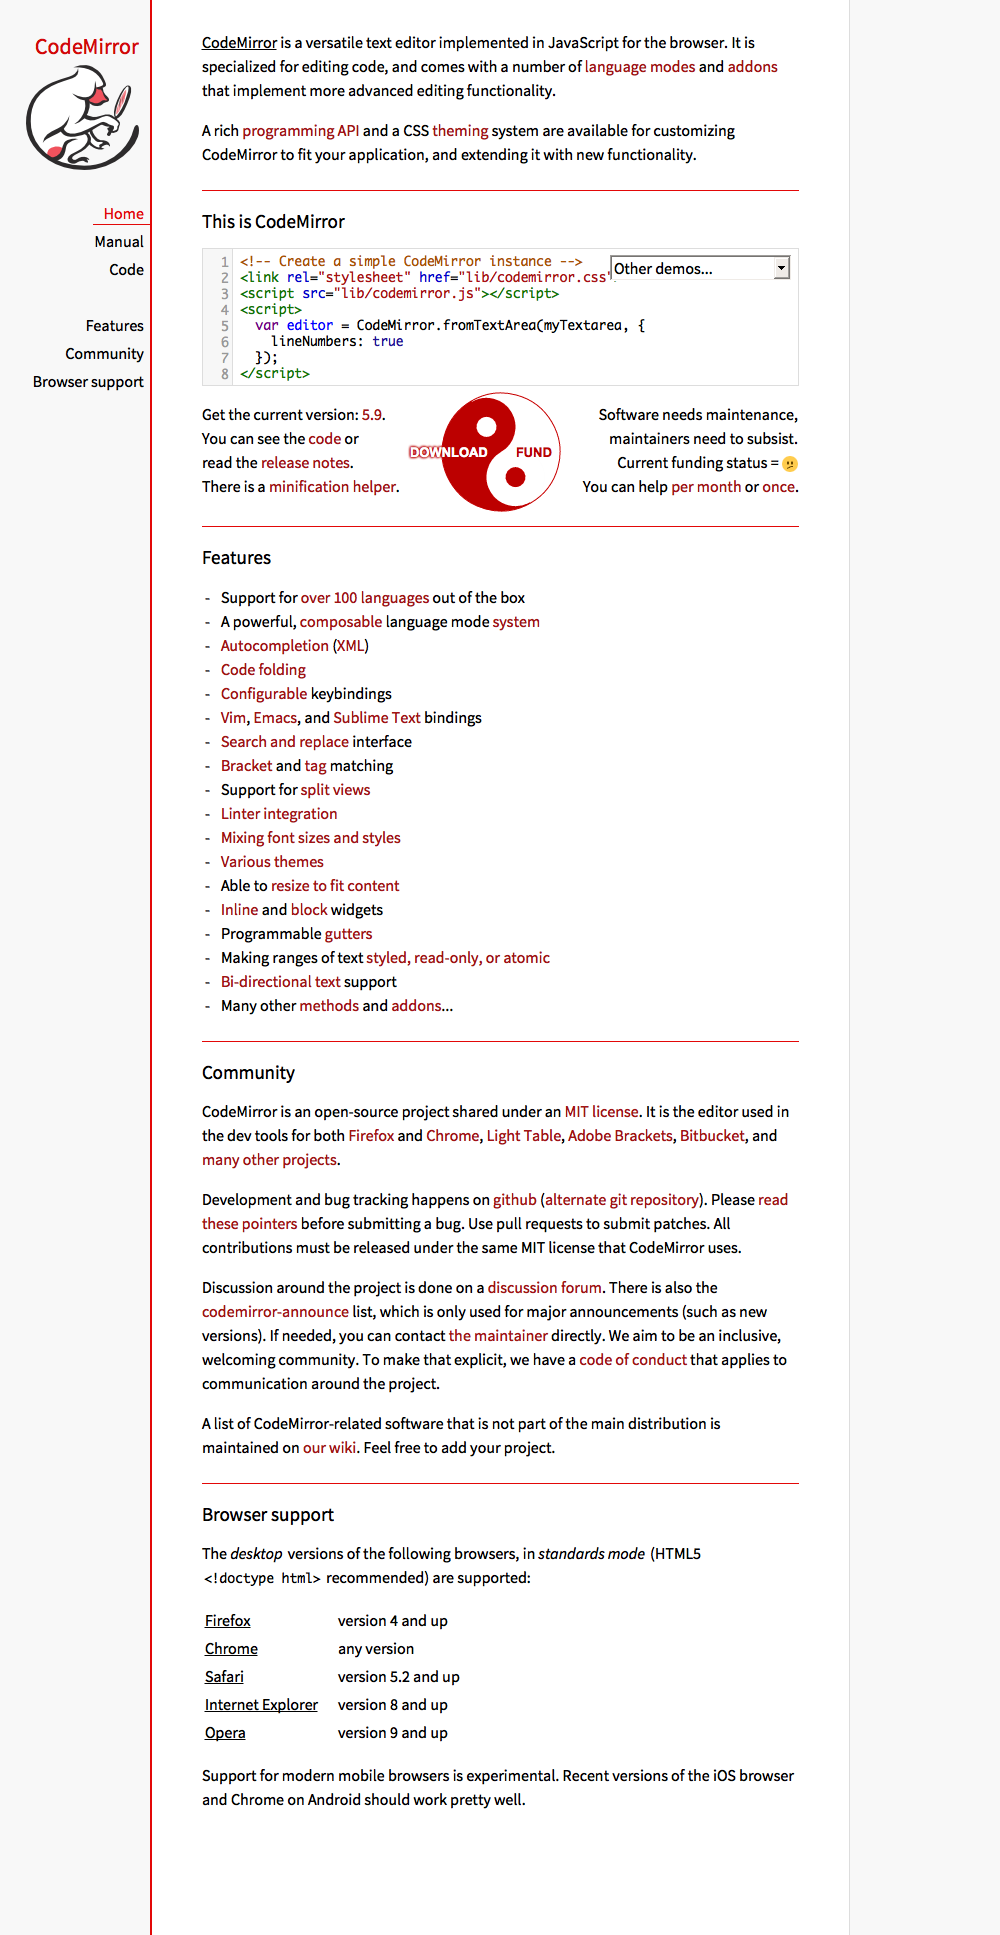 CodeMirror
Home
Manual
Code
Features
Community
Browser support
CodeMirror is a versatile text editor implemented in JavaScript for the browser. It is
specialized for editing code, and comes with a number of language modes and addons
that implement more advanced editing functionality.
A rich programming API and a CSS theming system are available for customizing
CodeMirror to fit your application, and extending it with new functionality.
This is CodeMirror
Other demos...
1 <!-- Create a simple CodeMirror instance -->
2 <link rel="stylesheet" href="lib/codemirror.css"
3 <script src="lib/codemirror.js"></script>
4 <script>
5 var editor = CodeMirror.fromTextArea(myTextarea, {
6 lineNumbers: true
7 });
8 </script>
Get the current version: 5.9.
You can see the code or
read the release notes.
There is a minification helper.
DOWNLOAD FUND
Software needs maintenance,
maintainers need to subsist.
Current funding status = 😕
You can help per month or once.
Features
- Support for over 100 languages out of the box
- A powerful, composable language mode system
- Autocompletion (XML)
- Code folding
- Configurable keybindings
- Vim, Emacs, and Sublime Text bindings
- Search and replace interface
- Bracket and tag matching
- Support for split views
- Linter integration
- Mixing font sizes and styles
- Various themes
- Able to resize to fit content
- Inline and block widgets
- Programmable gutters
- Making ranges of text styled, read-only, or atomic
- Bi-directional text support
- Many other methods and addons...
Community
CodeMirror is an open-source project shared under an MIT license. It is the editor used in
the dev tools for both Firefox and Chrome, Light Table, Adobe Brackets, Bitbucket, and
many other projects.
Development and bug tracking happens on github (alternate git repository). Please read
these pointers before submitting a bug. Use pull requests to submit patches. All
contributions must be released under the same MIT license that CodeMirror uses.
Discussion around the project is done on a discussion forum. There is also the
codemirror-announce list, which is only used for major announcements (such as new
versions). If needed, you can contact the maintainer directly. We aim to be an inclusive,
welcoming community. To make that explicit, we have a code of conduct that applies to
communication around the project.
A list of CodeMirror-related software that is not part of the main distribution is
maintained on our wiki. Feel free to add your project.
Browser support
The desktop versions of the following browsers, in standards mode (HTML5
<!doctype html> recommended) are supported:
Firefox version 4 and up
Chrome any version
Safari version 5.2 and up
Internet Explorer version 8 and up
Opera version 9 and up
Support for modern mobile browsers is experimental. Recent versions of the iOS browser
and Chrome on Android should work pretty well.